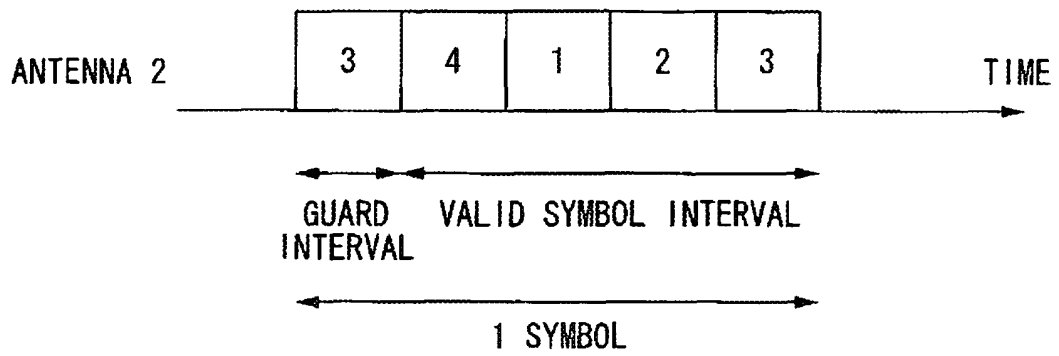 ANTENNA 2
3 4 1 2 3
TIME
GUARD INTERVAL
VALID SYMBOL INTERVAL
1 SYMBOL